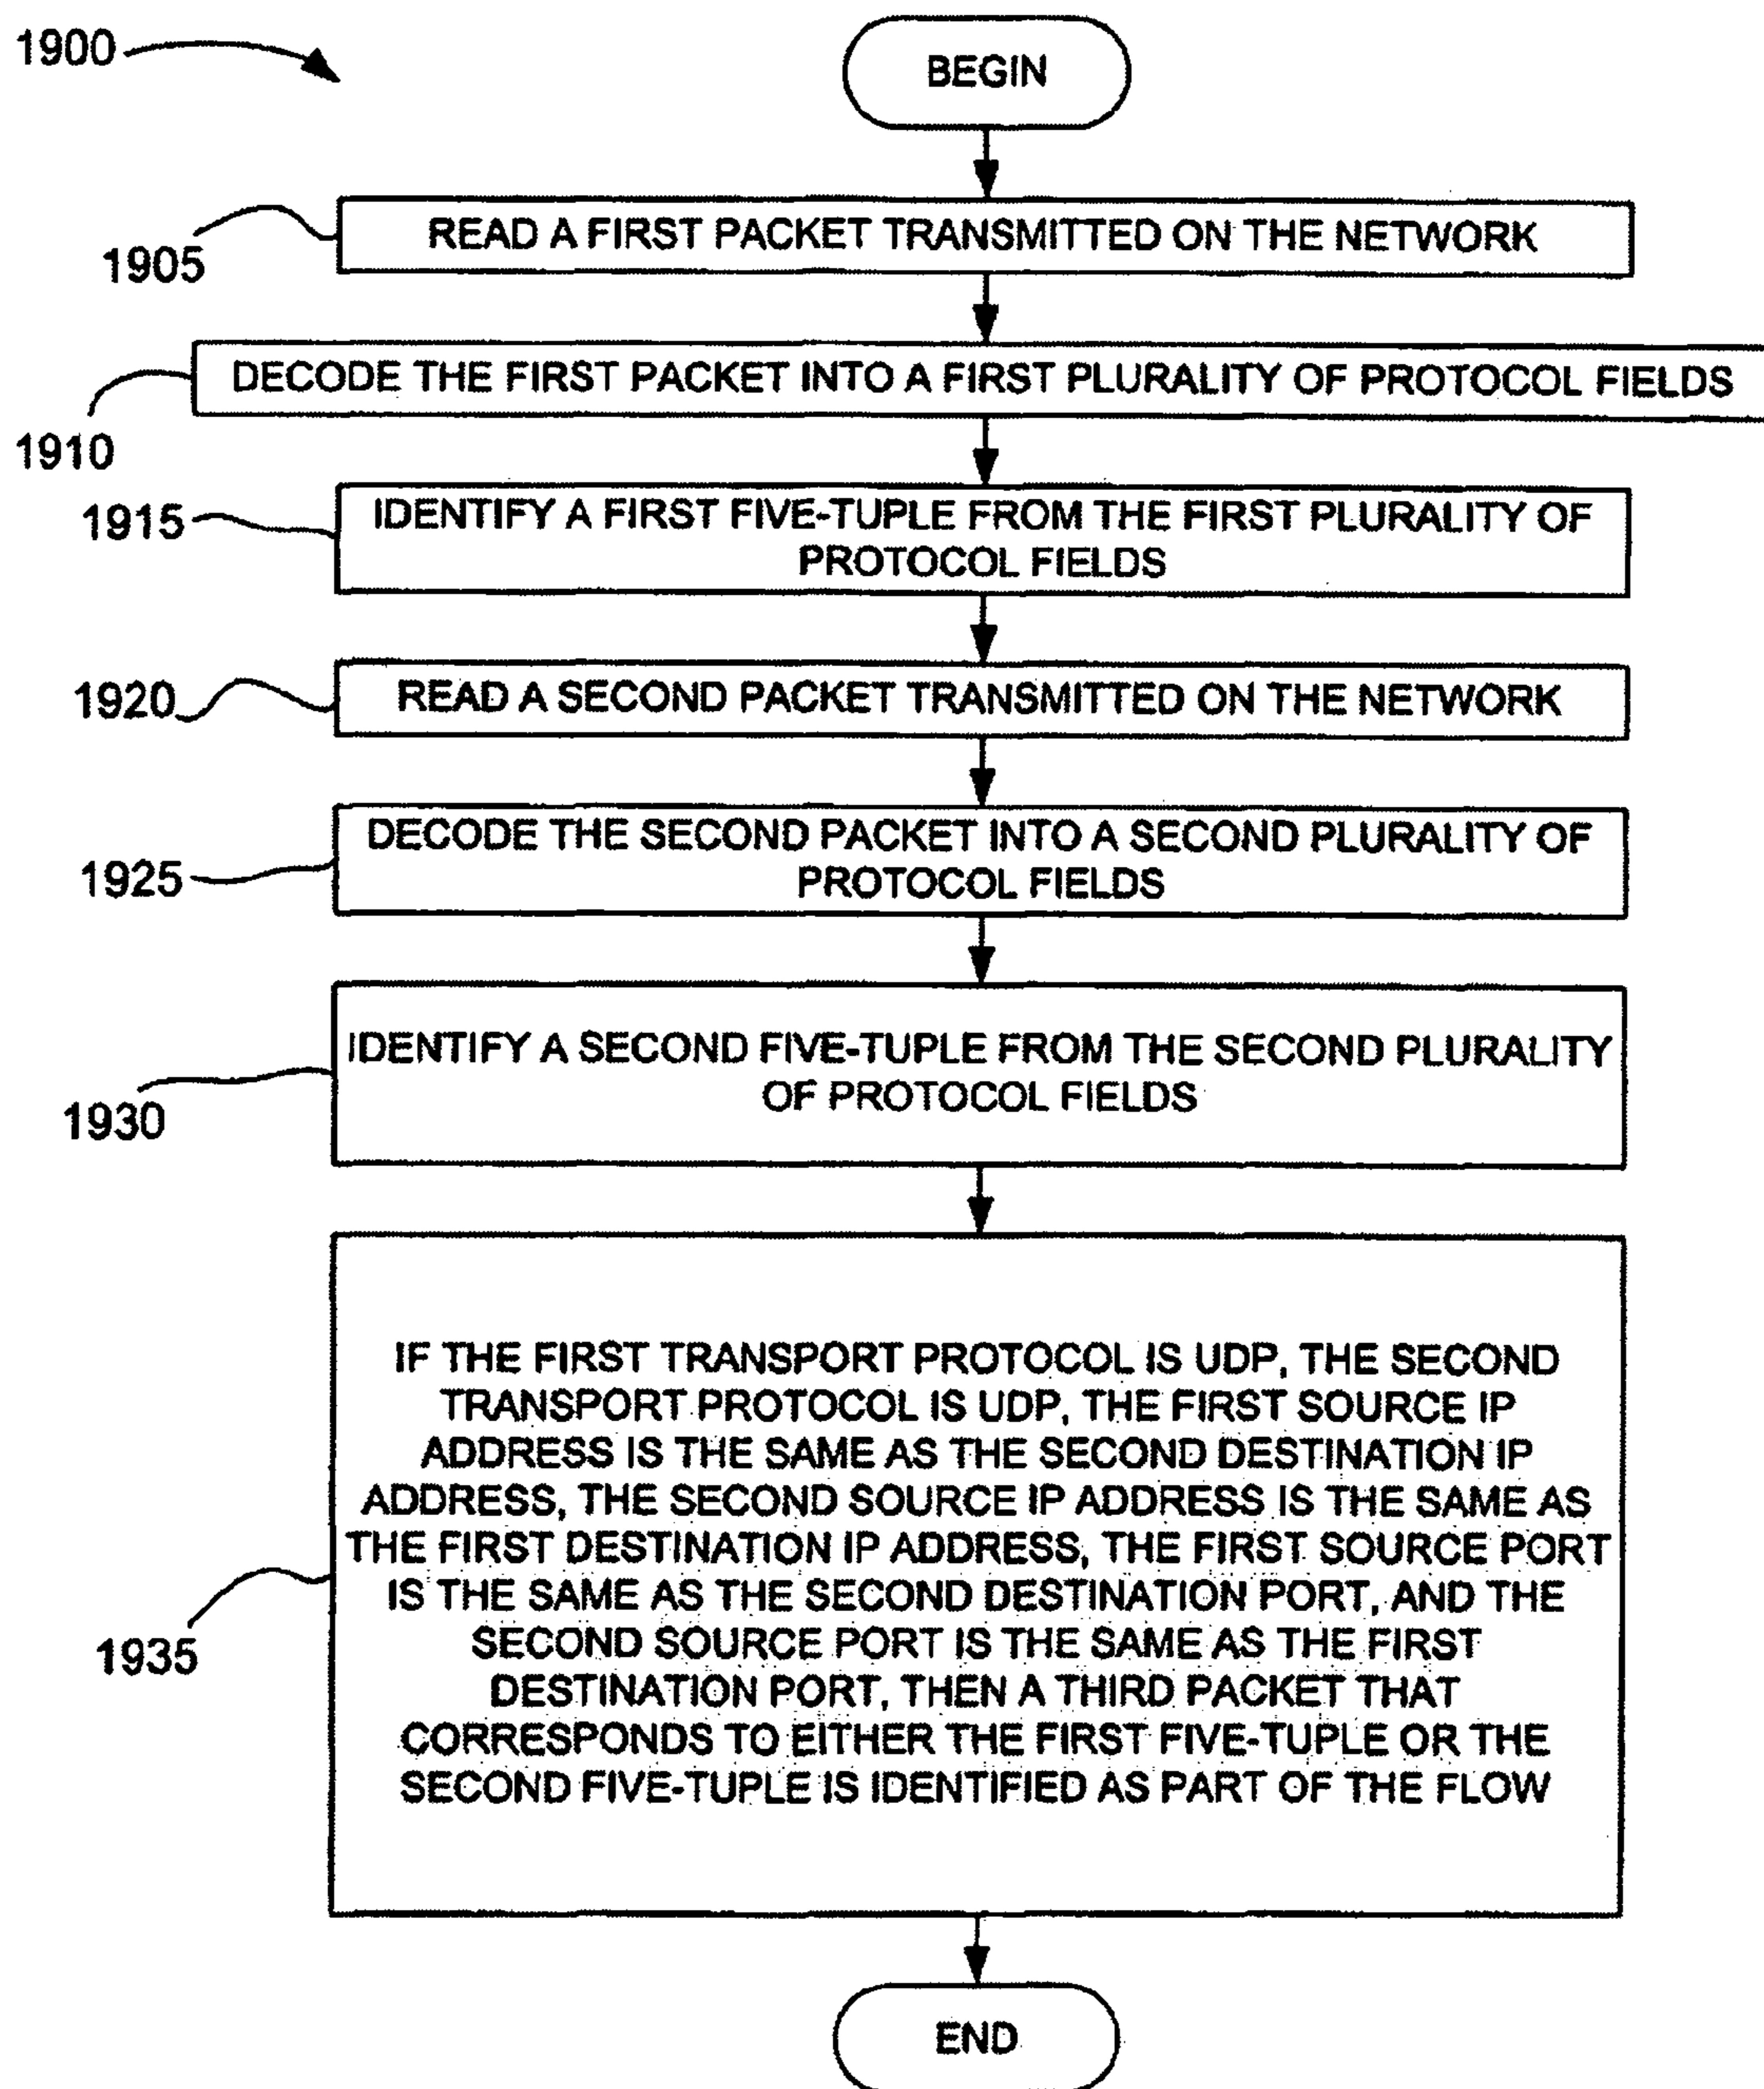 1900
BEGIN
READ A FIRST PACKET TRANSMITTED ON THE NETWORK
1905
DECODE THE FIRST PACKET INTO A FIRST PLURALITY OF PROTOCOL FIELDS
1910
1915
IDENTIFY A FIRST FIVE-TUPLE FROM THE FIRST PLURALITY OF
PROTOCOL FIELDS
1920
READ A SECOND PACKET TRANSMITTED ON THE NETWORK
DECODE THE SECOND PACKET INTO A SECOND PLURALITY OF
PROTOCOL FIELDS
1925
IDENTIFY A SECOND FIVE-TUPLE FROM THE SECOND PLURALITY
OF PROTOCOL FIELDS
1930
IF THE FIRST TRANSPORT PROTOCOL IS UDP, THE SECOND
TRANSPORT PROTOCOL IS UDP, THE FIRST SOURCE IP
ADDRESS IS THE SAME AS THE SECOND DESTINATION IP
ADDRESS, THE SECOND SOURCE IP ADDRESS IS THE SAME AS
THE FIRST DESTINATION IP ADDRESS, THE FIRST SOURCE PORT
IS THE SAME AS THE SECOND DESTINATION PORT, AND THE
SECOND SOURCE PORT IS THE SAME AS THE FIRST
DESTINATION PORT, THEN A THIRD PACKET THAT
CORRESPONDS TO EITHER THE FIRST FIVE-TUPLE OR THE
SECOND FIVE-TUPLE IS IDENTIFIED AS PART OF THE FLOW
1935
END